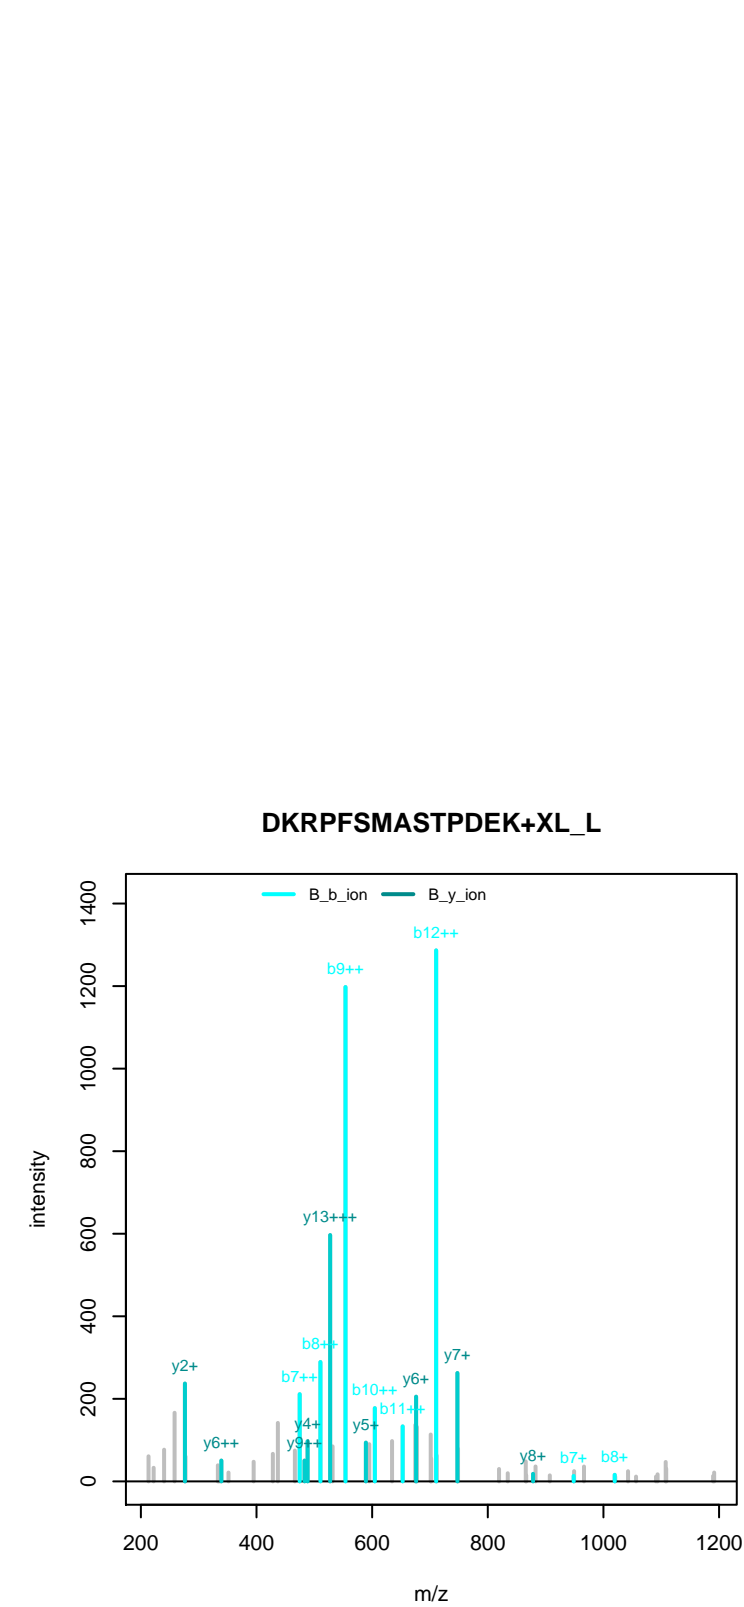 DKRPFSMASTPDEK+XL_L
B_b_ion B_y_ion
b12++
b9++
y13+++
b8++
y7+
y2+
b7++
y6+
b10++
b11++
y4+
y5+
y6++
y9++
y8+
b7+
b8+
intensity
0 200 400 600 800 1000 1200 1400
200 400 600 800 1000 1200
m/z